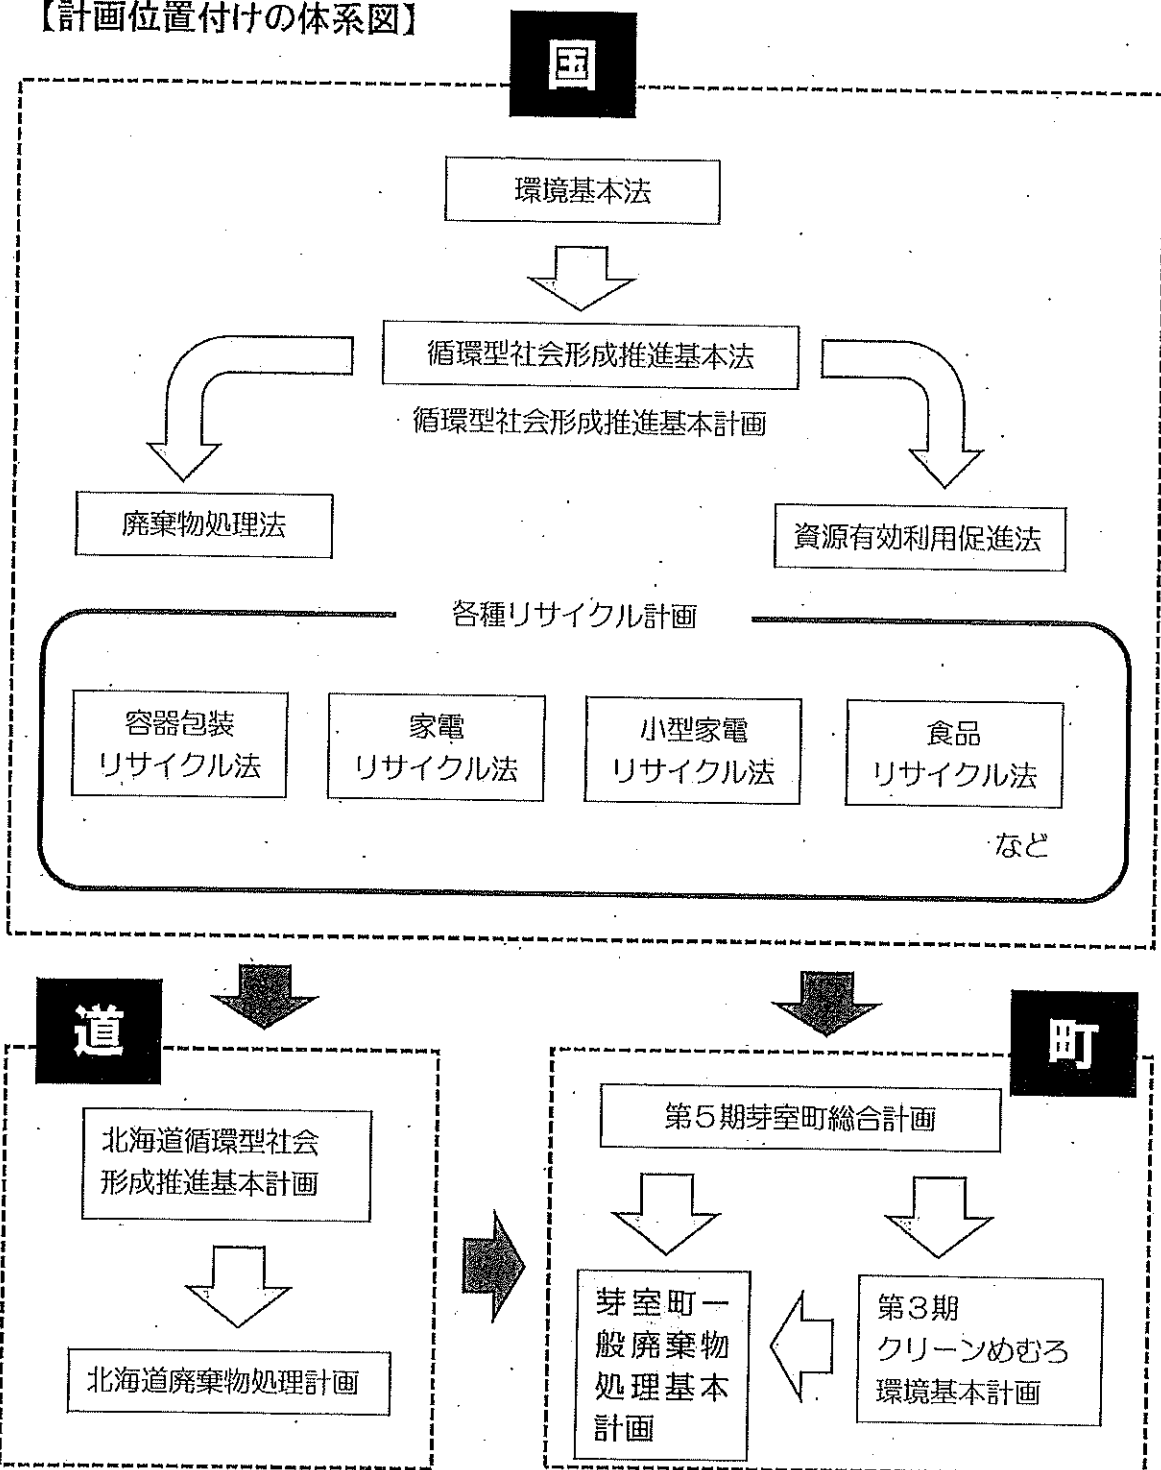 【計画位置付けの体系図】
国
環境基本法
循環型社会形成推進基本法
循環型社会形成推進基本計画
廃棄物処理法
資源有効利用促進法
各種リサイクル計画
容器包装
リサイクル法
家電
リサイクル法
小型家電
リサイクル法
食品
リサイクル法
など
道
北海道循環型社会
形成推進基本計画
北海道廃棄物処理計画
町
第5期芽室町総合計画
芽室町一
般廃棄物
処理基本
計画
第3期
クリーンめむろ
環境基本計画